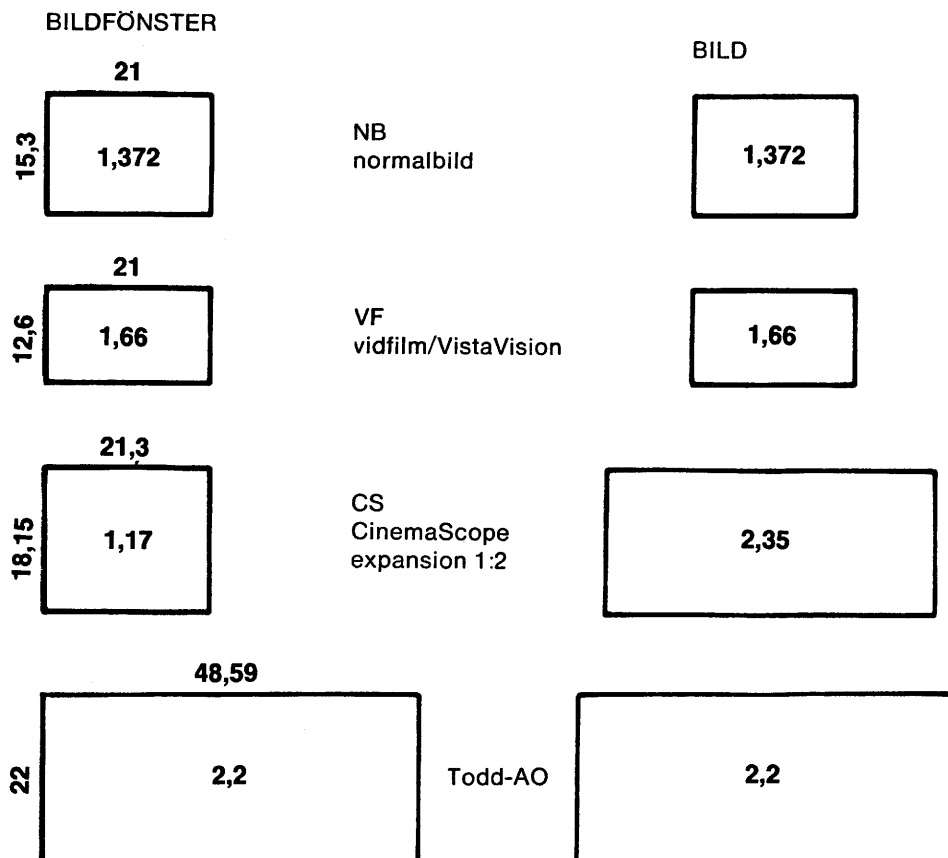 BILDFÖNSTER
BILD
21
15,3
1,372
NB
normalbild
1,372
21
12,6
1,66
VF
vidfilm/VistaVision
1,66
21,3
18,15
1,17
CS
CinemaScope
expansion 1:2
2,35
48,59
22
2,2
Todd-AO
2,2